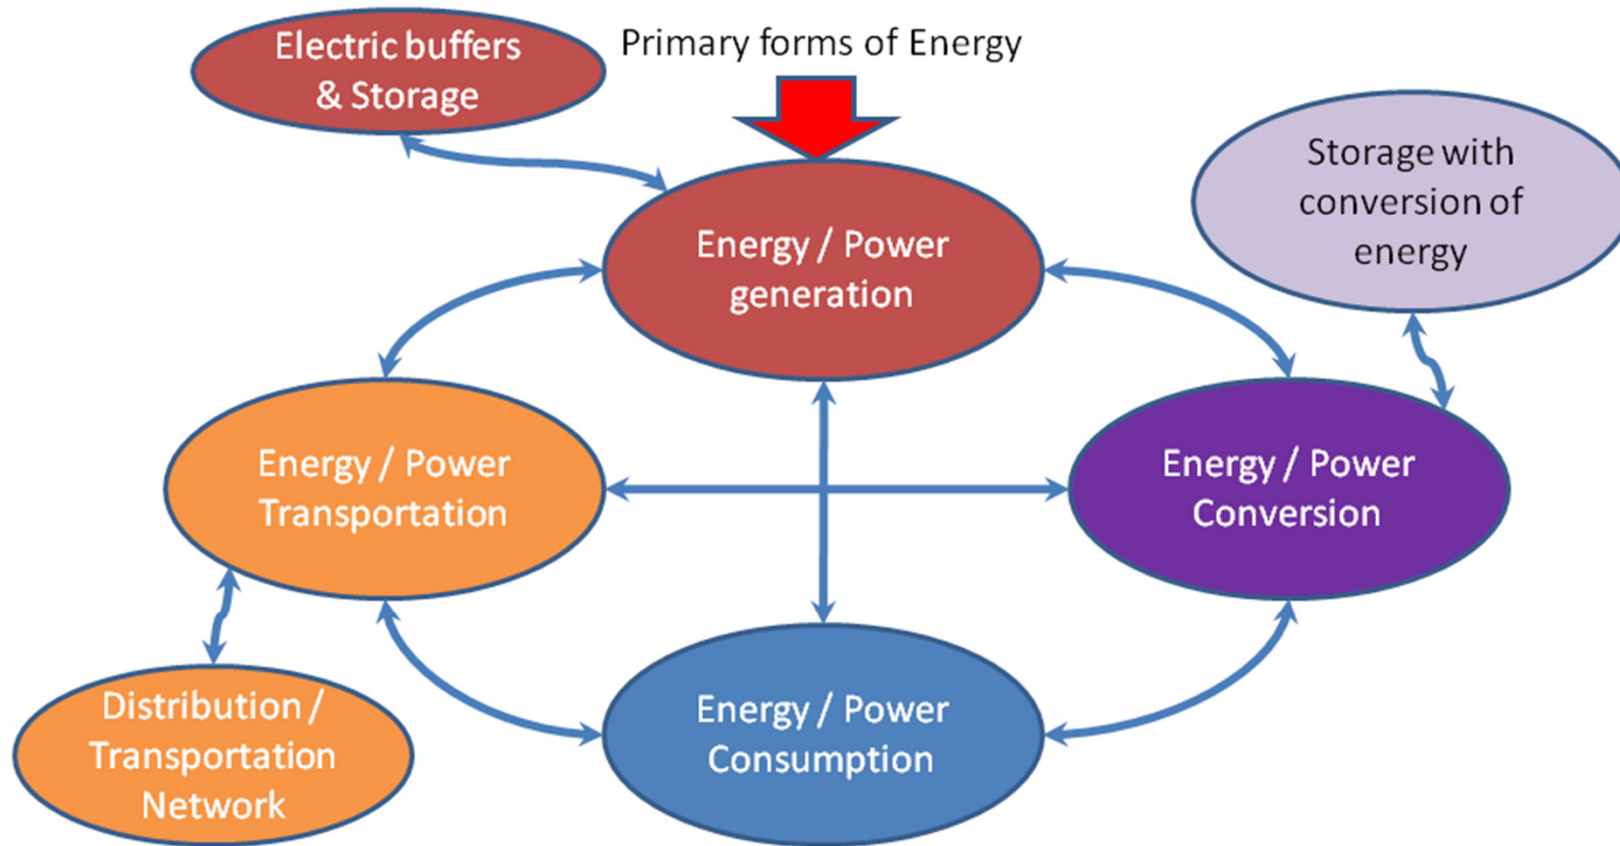 Electric buffers
& Storage
Primary forms of Energy
Storage with
conversion of
energy
Energy / Power
generation
Energy / Power
Transportation
Energy / Power
Conversion
Distribution /
Transportation
Network
Energy / Power
Consumption